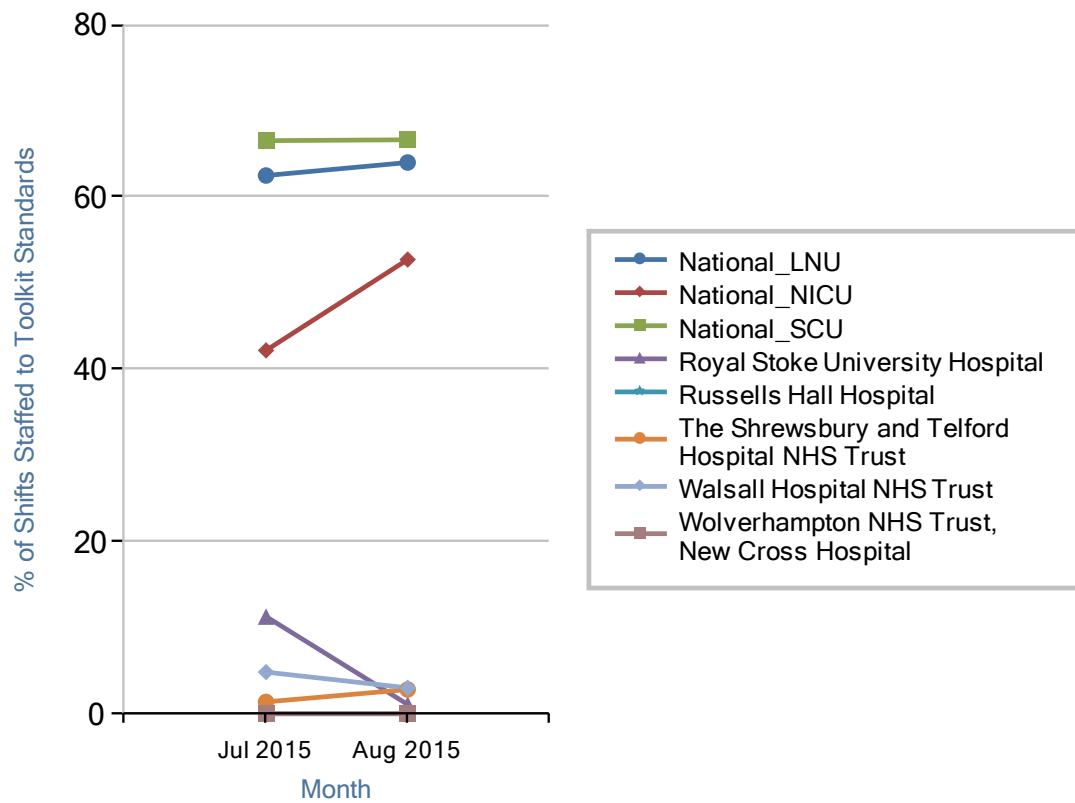 % of Shifts Staffed to Toolkit Standards
80
60
40
20
0
Jul 2015
Aug 2015
Month
National_LNU
National_NICU
National_SCU
Royal Stoke University Hospital
Russells Hall Hospital
The Shrewsbury and Telford
Hospital NHS Trust
Walsall Hospital NHS Trust
Wolverhampton NHS Trust,
New Cross Hospital